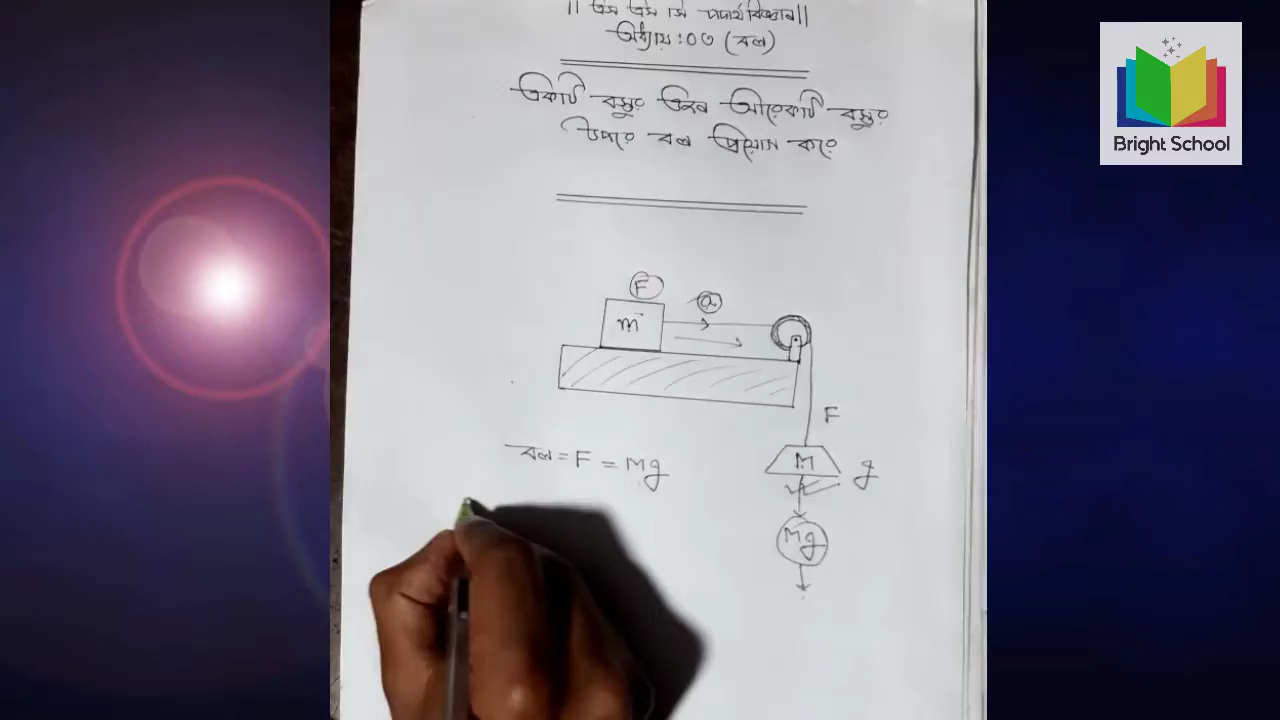 || এস এস সি পদার্থ বিজ্ঞান ||
অধ্যায় : ০৩ (বল)
একটি বস্তুর ওজন আরেকটি বস্তুর
উপরে বল প্রয়োগ করে
Bright School
F
a
m
F
বল = F = Mg
M
g
Mg